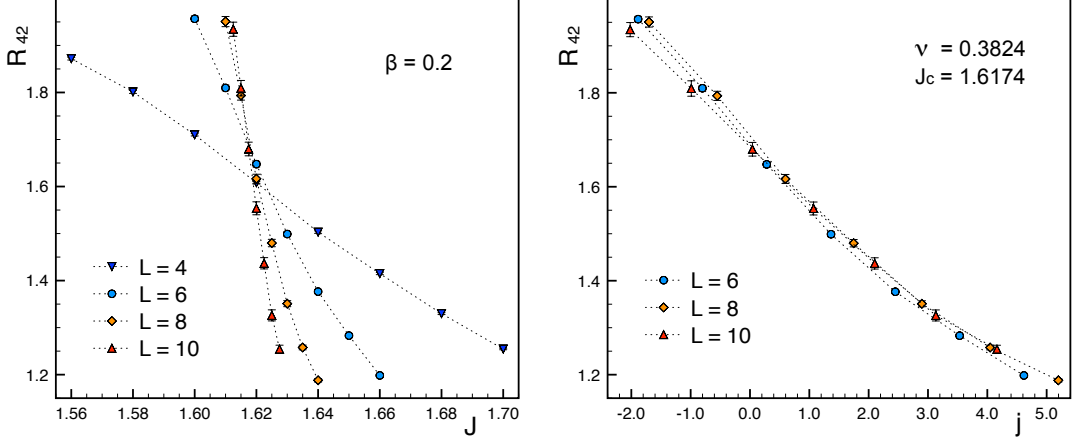 R42
1.8
1.6
1.4
1.2
β = 0.2
L = 4
L = 6
L = 8
L = 10
1.56 1.58 1.60 1.62 1.64 1.66 1.68 1.70
J
R42
1.8
1.6
1.4
1.2
ν = 0.3824
Jc = 1.6174
L = 6
L = 8
L = 10
-2.0 -1.0 0.0 1.0 2.0 3.0 4.0 5.0
j